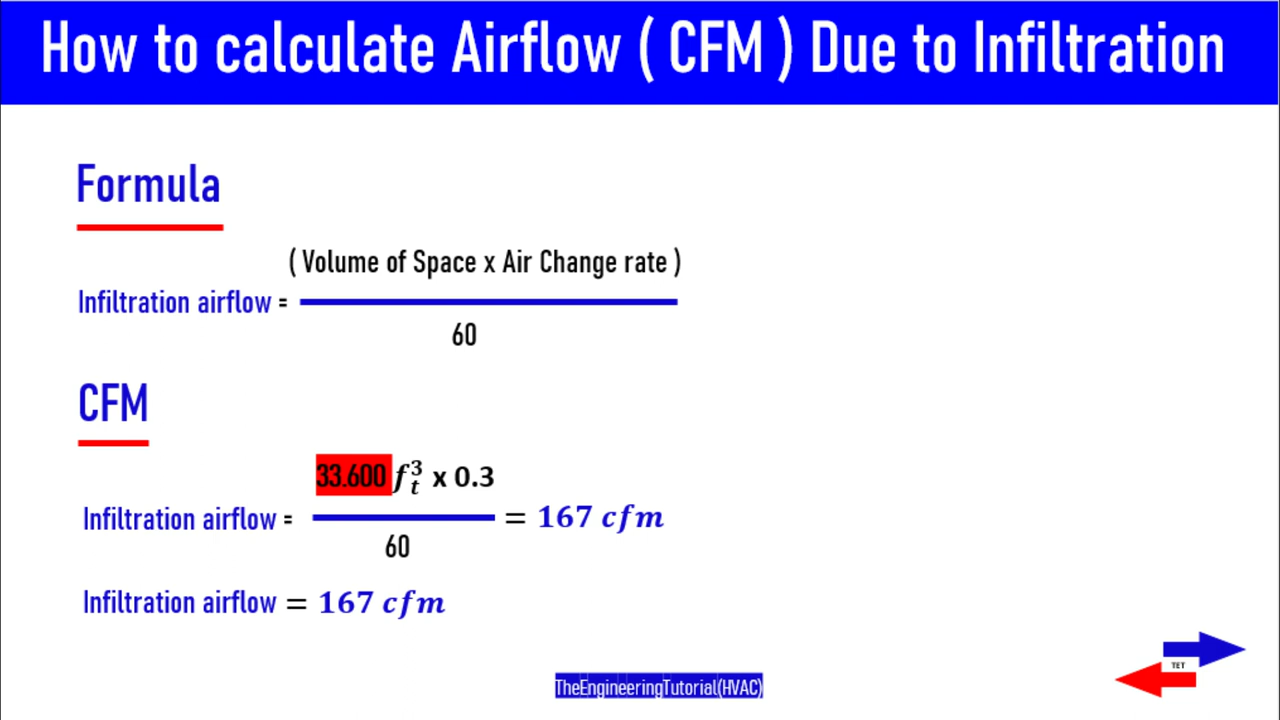 How to calculate Airflow ( CFM ) Due to Infiltration
Formula
( Volume of Space x Air Change rate )
Infiltration airflow =
60
CFM
33.600 f³ₜ x 0.3
Infiltration airflow = = 167 cfm
60
Infiltration airflow = 167 cfm
TET
TheEngineeringTutorial(HVAC)